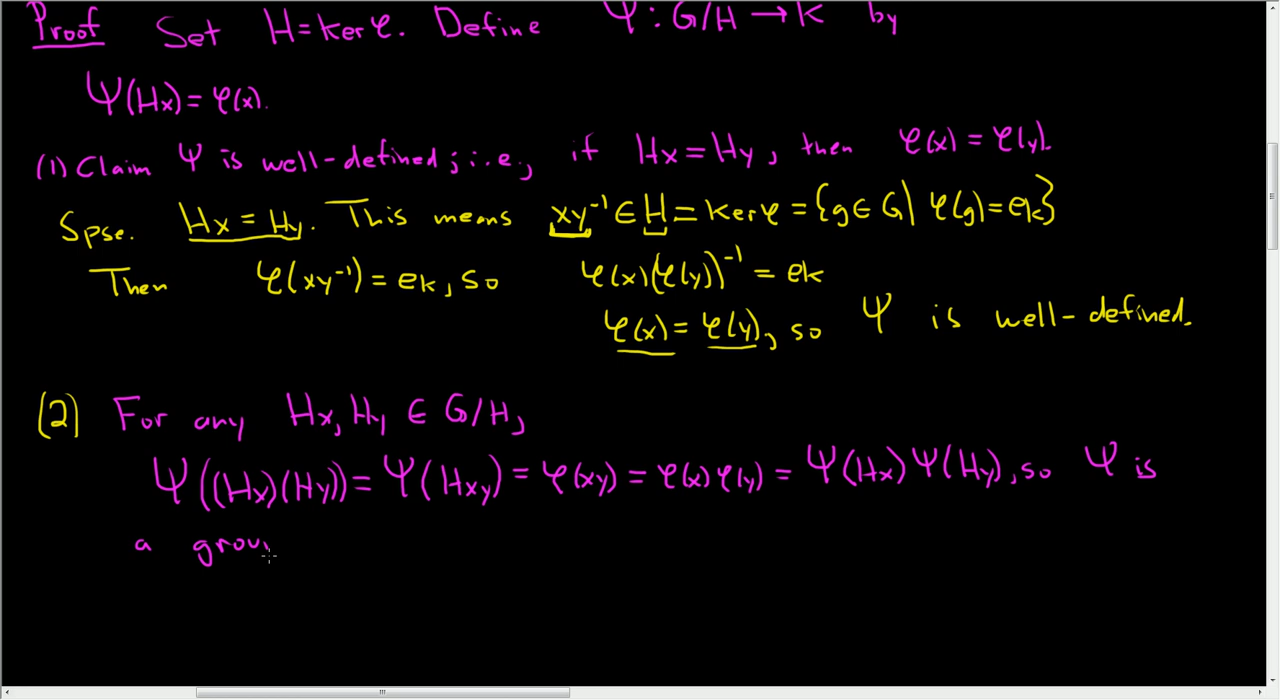 Proof Set H = ker φ. Define Ψ : G/H → K by
Ψ(Hx) = φ(x).
(1) Claim Ψ is well-defined; i.e., if Hx = Hy, then φ(x) = φ(y).
Spse. Hx = Hy. This means xy⁻¹ ∈ H = ker φ = {g ∈ G | φ(g) = eK}
Then φ(xy⁻¹) = eK, so φ(x)(φ(y))⁻¹ = eK
φ(x) = φ(y), so Ψ is well-defined.
(2) For any Hx, Hy ∈ G/H,
Ψ((Hx)(Hy)) = Ψ(Hxy) = φ(xy) = φ(x)φ(y) = Ψ(Hx)Ψ(Hy), so Ψ is
a grou